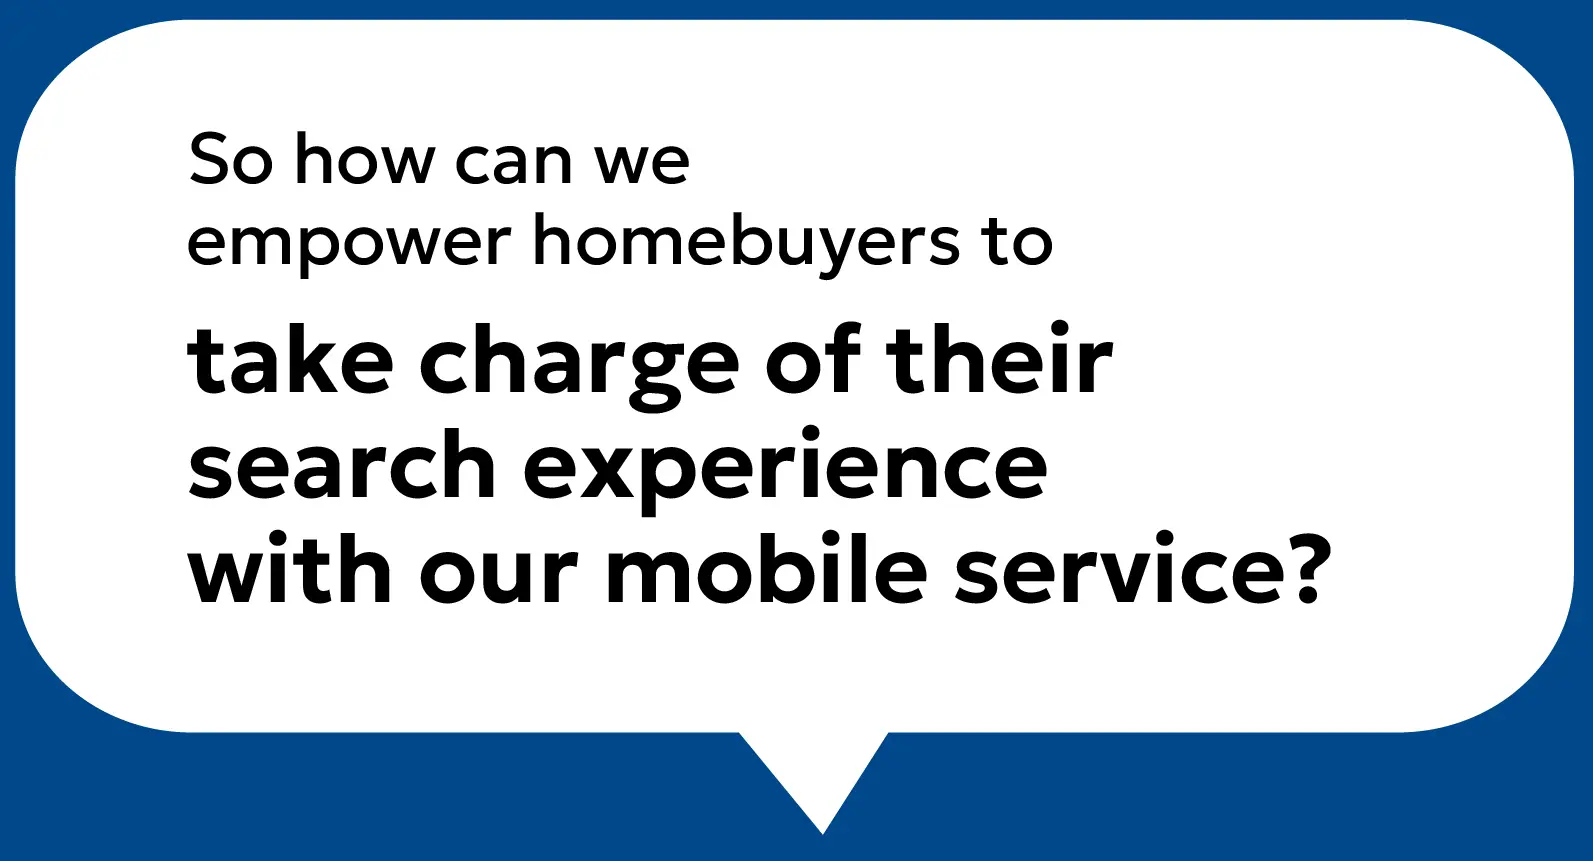 So how can we
empower homebuyers to
take charge of their
search experience
with our mobile service?